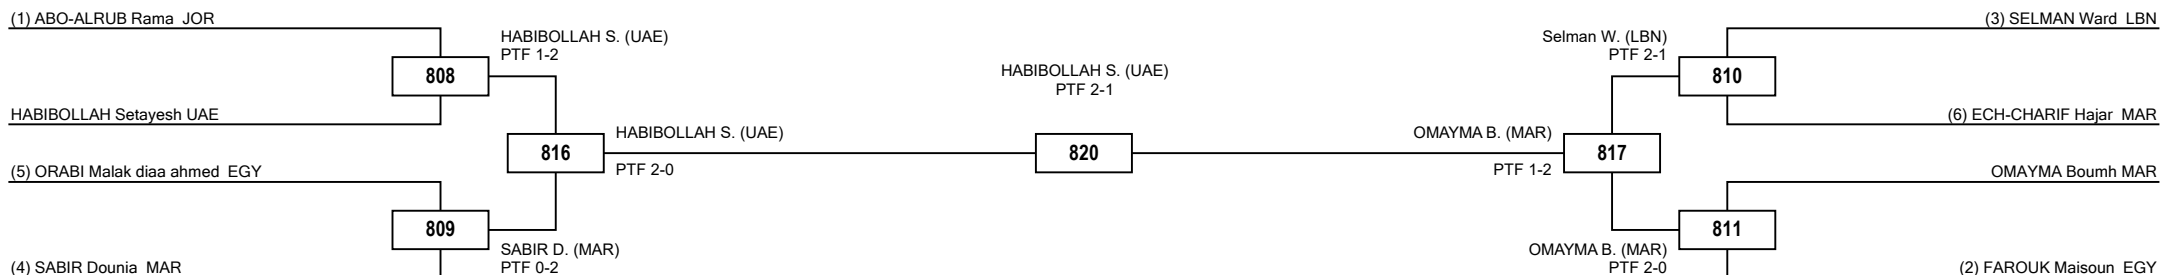 (1) ABO-ALRUB Rama JOR
HABIBOLLAH S. (UAE)
PTF 1-2
808
HABIBOLLAH Setayesh UAE
HABIBOLLAH S. (UAE)
816
PTF 2-0
(5) ORABI Malak diaa ahmed EGY
809
SABIR D. (MAR)
PTF 0-2
(4) SABIR Dounia MAR
HABIBOLLAH S. (UAE)
PTF 2-1
820
(3) SELMAN Ward LBN
Selman W. (LBN)
PTF 2-1
810
(6) ECH-CHARIF Hajar MAR
OMAYMA B. (MAR)
817
PTF 1-2
OMAYMA Boumh MAR
811
OMAYMA B. (MAR)
PTF 2-0
(2) FAROUK Maisoun EGY